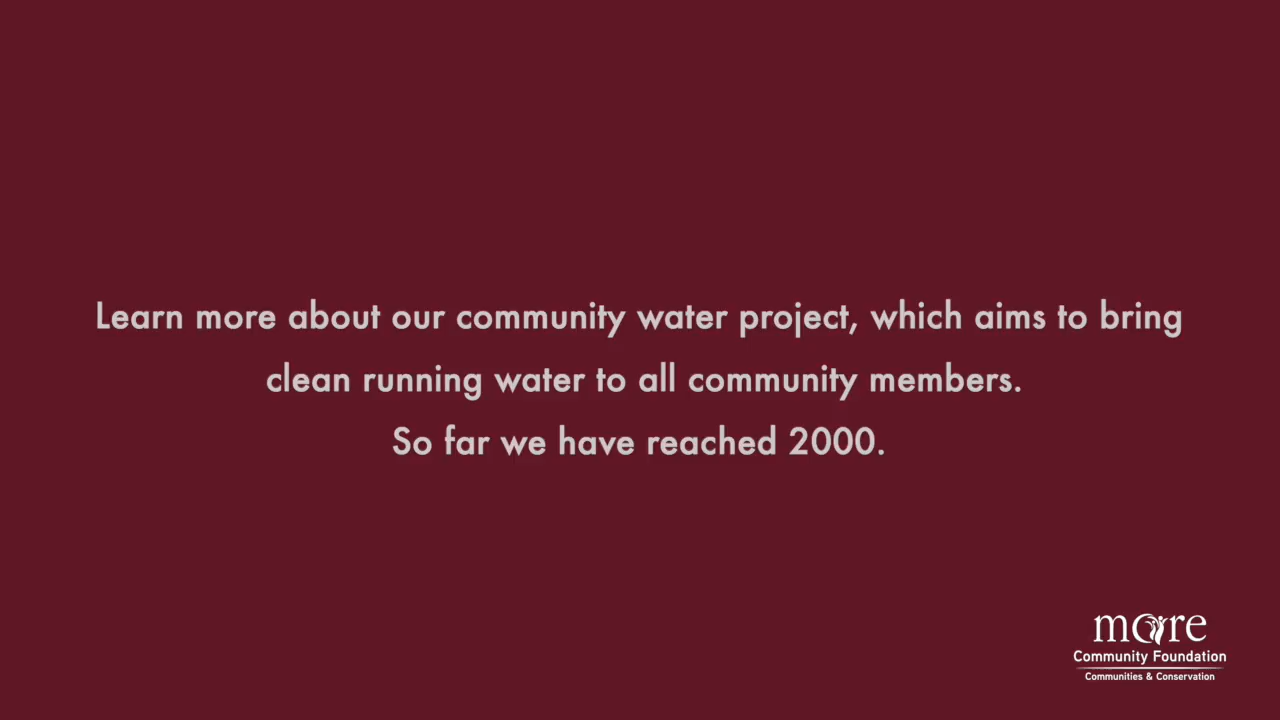 Learn more about our community water project, which aims to bring
clean running water to all community members.
So far we have reached 2000.
more
Community Foundation
Communities & Conservation